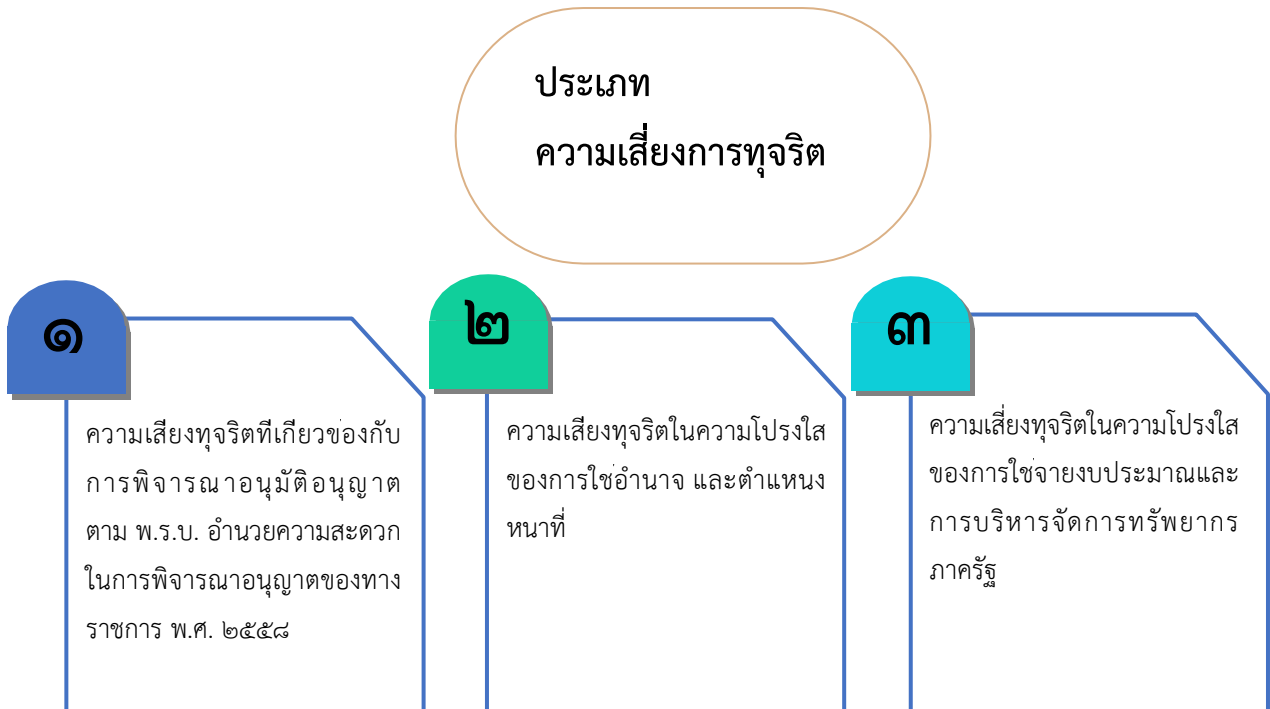 ประเภท
ความเสี่ยงการทุจริต
๑
ความเสียงทุจริตทีเกียวข่องกับ
การพิจารณาอนุมัติอนุญาต
ตาม พ.ร.บ. อำนวยความสะดวก
ในการพิจารณาอนุญาตของทาง
ราชการ พ.ศ. ๒๕๕๘
๒
ความเสียงทุจริตในความโปรงใส
ของการใช่อำนาจ และตำแหนง
หนาที่
๓
ความเสี่ยงทุจริตในความโปรงใส
ของการใช่จายงบประมาณและ
การบริหารจัดการทรัพยากร
ภาครัฐ